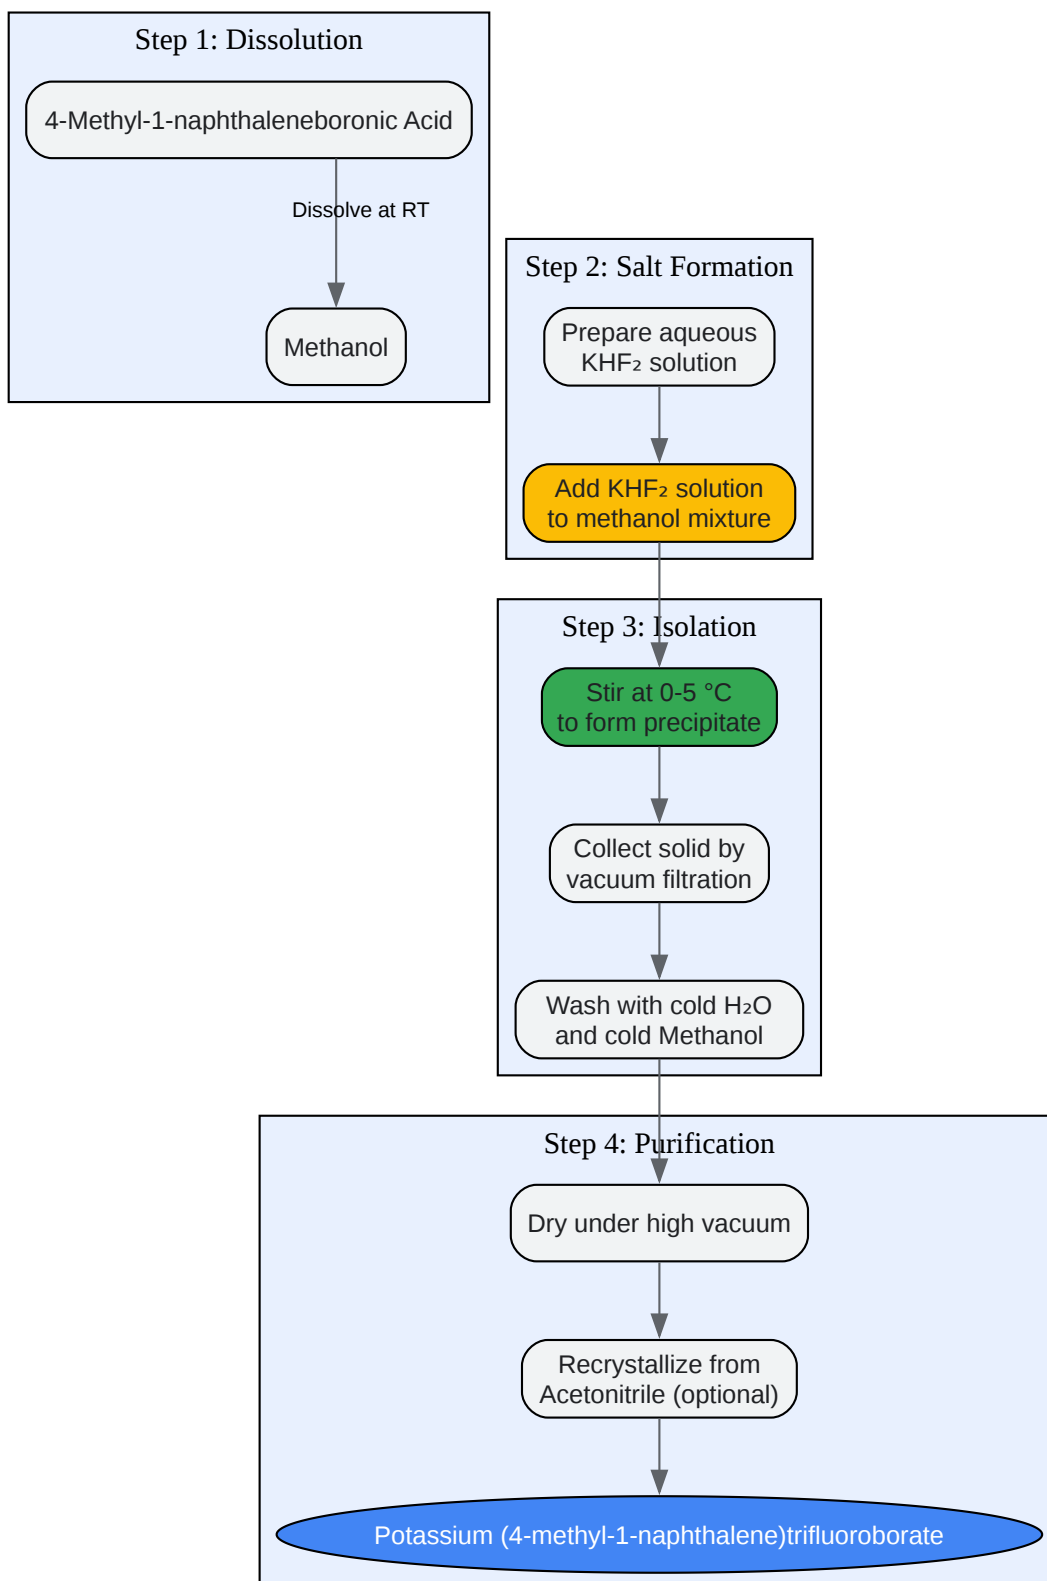 Step 1: Dissolution
4-Methyl-1-naphthaleneboronic Acid
Dissolve at RT
Methanol
Step 2: Salt Formation
Prepare aqueous
KHF₂ solution
Add KHF₂ solution
to methanol mixture
Step 3: Isolation
Stir at 0-5 °C
to form precipitate
Collect solid by
vacuum filtration
Wash with cold H₂O
and cold Methanol
Step 4: Purification
Dry under high vacuum
Recrystallize from
Acetonitrile (optional)
Potassium (4-methyl-1-naphthalene)trifluoroborate